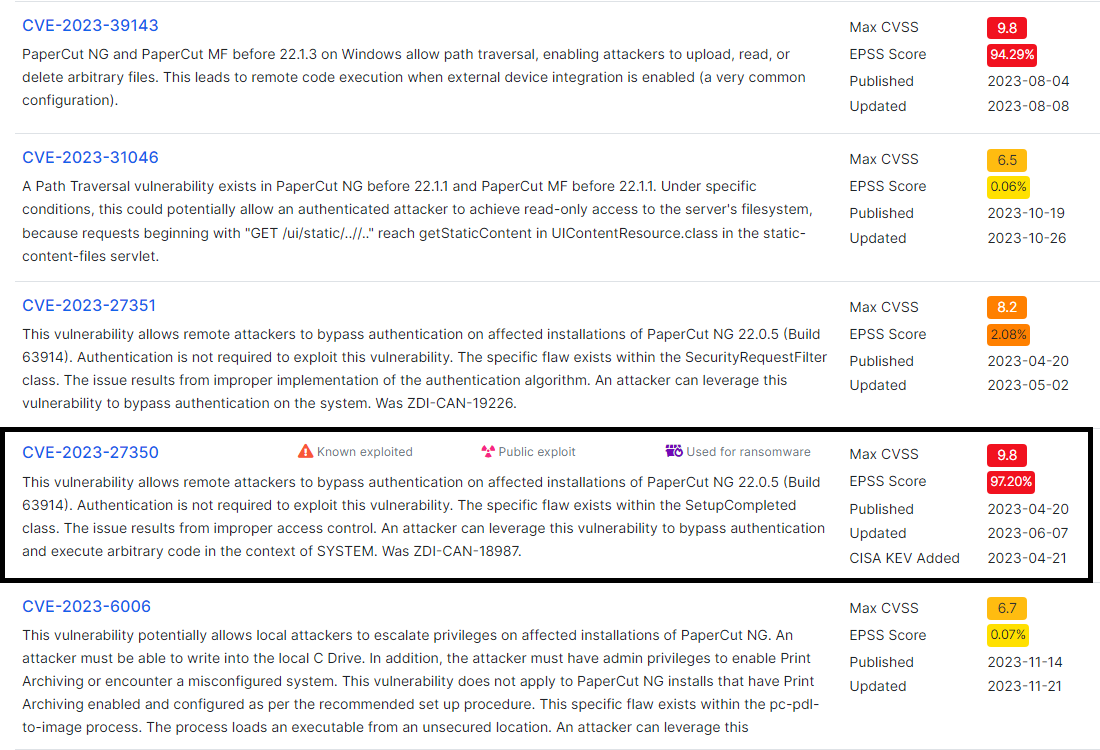 CVE-2023-39143
Max CVSS 9.8
PaperCut NG and PaperCut MF before 22.1.3 on Windows allow path traversal, enabling attackers to upload, read, or
EPSS Score 94.29%
delete arbitrary files. This leads to remote code execution when external device integration is enabled (a very common
Published 2023-08-04
configuration).
Updated 2023-08-08
CVE-2023-31046
Max CVSS 6.5
A Path Traversal vulnerability exists in PaperCut NG before 22.1.1 and PaperCut MF before 22.1.1. Under specific
EPSS Score 0.06%
conditions, this could potentially allow an authenticated attacker to achieve read-only access to the server's filesystem,
Published 2023-10-19
because requests beginning with "GET /ui/static/..//.." reach getStaticContent in UIContentResource.class in the static-
Updated 2023-10-26
content-files servlet.
CVE-2023-27351
Max CVSS 8.2
This vulnerability allows remote attackers to bypass authentication on affected installations of PaperCut NG 22.0.5 (Build
EPSS Score 2.08%
63914). Authentication is not required to exploit this vulnerability. The specific flaw exists within the SecurityRequestFilter
Published 2023-04-20
class. The issue results from improper implementation of the authentication algorithm. An attacker can leverage this
Updated 2023-05-02
vulnerability to bypass authentication on the system. Was ZDI-CAN-19226.
CVE-2023-27350 Known exploited Public exploit Used for ransomware
Max CVSS 9.8
This vulnerability allows remote attackers to bypass authentication on affected installations of PaperCut NG 22.0.5 (Build
EPSS Score 97.20%
63914). Authentication is not required to exploit this vulnerability. The specific flaw exists within the SetupCompleted
Published 2023-04-20
class. The issue results from improper access control. An attacker can leverage this vulnerability to bypass authentication
Updated 2023-06-07
and execute arbitrary code in the context of SYSTEM. Was ZDI-CAN-18987.
CISA KEV Added 2023-04-21
CVE-2023-6006
Max CVSS 6.7
This vulnerability potentially allows local attackers to escalate privileges on affected installations of PaperCut NG. An
EPSS Score 0.07%
attacker must be able to write into the local C Drive. In addition, the attacker must have admin privileges to enable Print
Published 2023-11-14
Archiving or encounter a misconfigured system. This vulnerability does not apply to PaperCut NG installs that have Print
Updated 2023-11-21
Archiving enabled and configured as per the recommended set up procedure. This specific flaw exists within the pc-pdl-
to-image process. The process loads an executable from an unsecured location. An attacker can leverage this